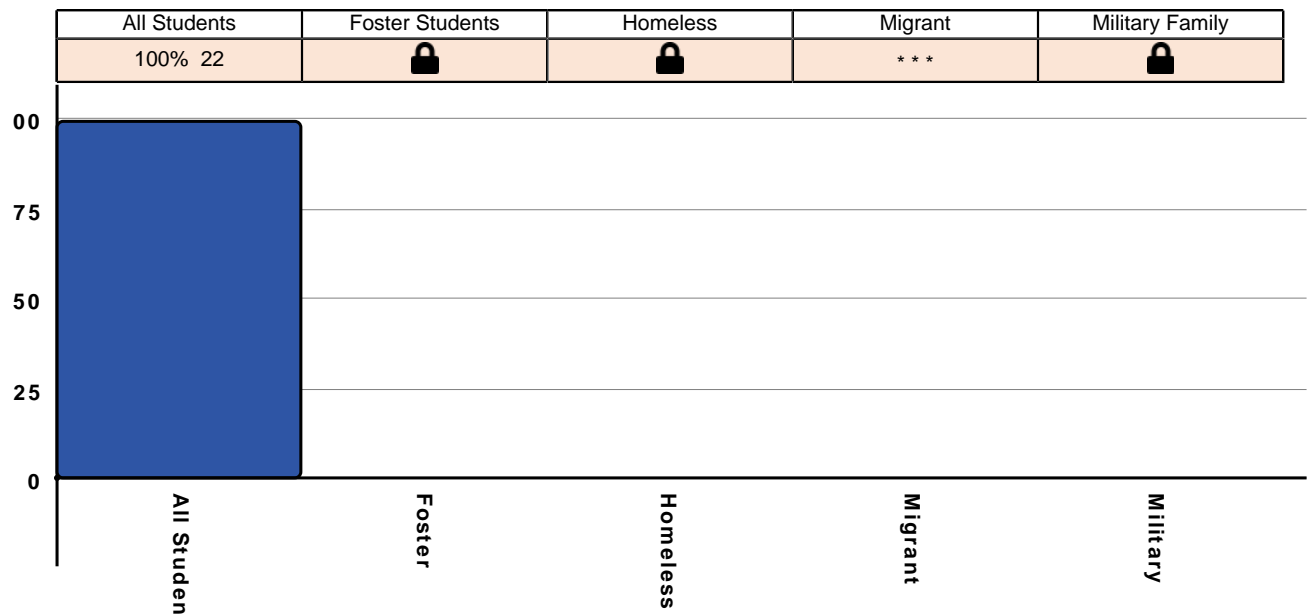 All Students Foster Students Homeless Migrant Military Family
100% 22 * * *
00
75
50
25
0
All Studen
Foster
Homeless
Migrant
Military